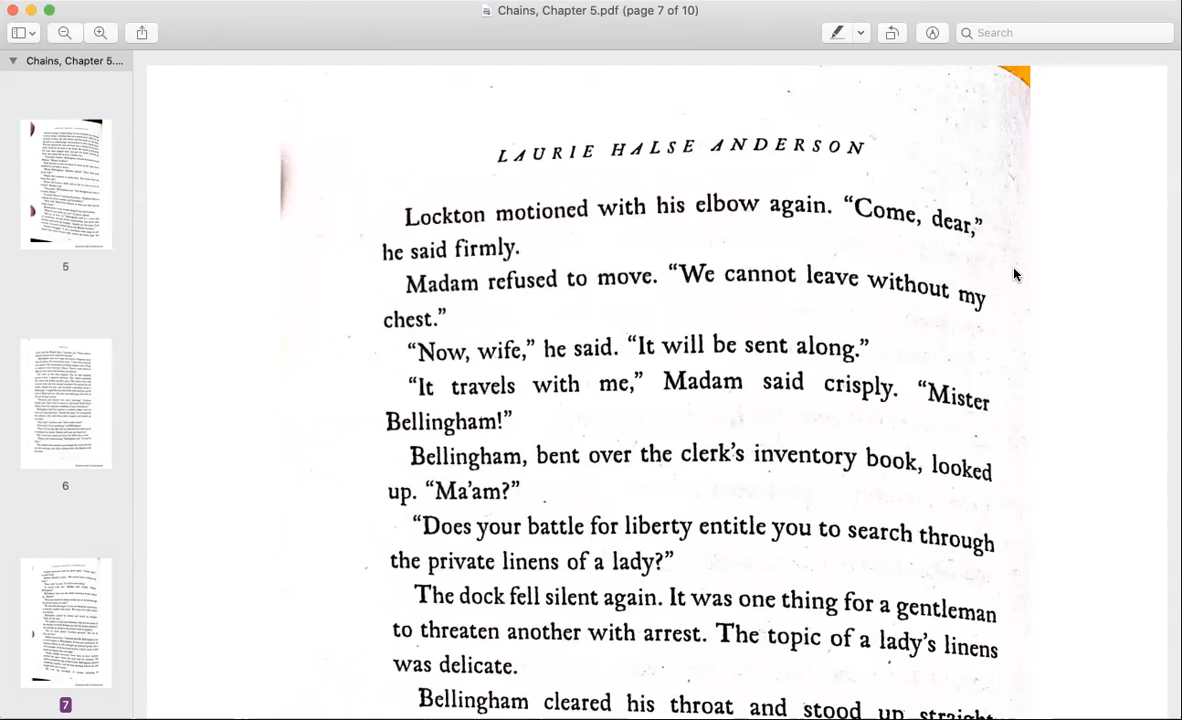 Chains, Chapter 5.pdf (page 7 of 10)
Search
Chains, Chapter 5....
5
6
7
LAURIE HALSE ANDERSON
Lockton motioned with his elbow again. “Come, dear,”
he said firmly.
Madam refused to move. “We cannot leave without my
chest.”
“Now, wife,” he said. “It will be sent along.”
“It travels with me,” Madam said crisply. “Mister
Bellingham!”
Bellingham, bent over the clerk’s inventory book, looked
up. “Ma’am?”
“Does your battle for liberty entitle you to search through
the private linens of a lady?”
The dock fell silent again. It was one thing for a gentleman
to threaten another with arrest. The topic of a lady’s linens
was delicate.
Bellingham cleared his throat and stood up straight